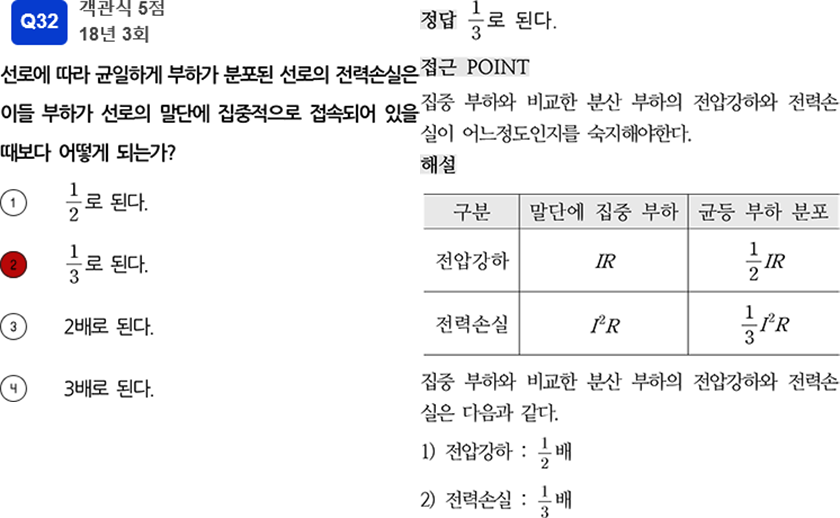 Q32
객관식 5점
18년 3회
선로에 따라 균일하게 부하가 분포된 선로의 전력손실은
이들 부하가 선로의 말단에 집중적으로 접속되어 있을
때보다 어떻게 되는가?
1 1/2로 된다.
2 1/3로 된다.
3 2배로 된다.
4 3배로 된다.
정답 1/3로 된다.
접근 POINT
집중 부하와 비교한 분산 부하의 전압강하와 전력손
실이 어느정도인지를 숙지해야한다.
해설
구분 말단에 집중 부하 균등 부하 분포
전압강하 IR 1/2 IR
전력손실 I²R 1/3 I²R
집중 부하와 비교한 분산 부하의 전압강하와 전력손
실은 다음과 같다.
1) 전압강하 : 1/2배
2) 전력손실 : 1/3배